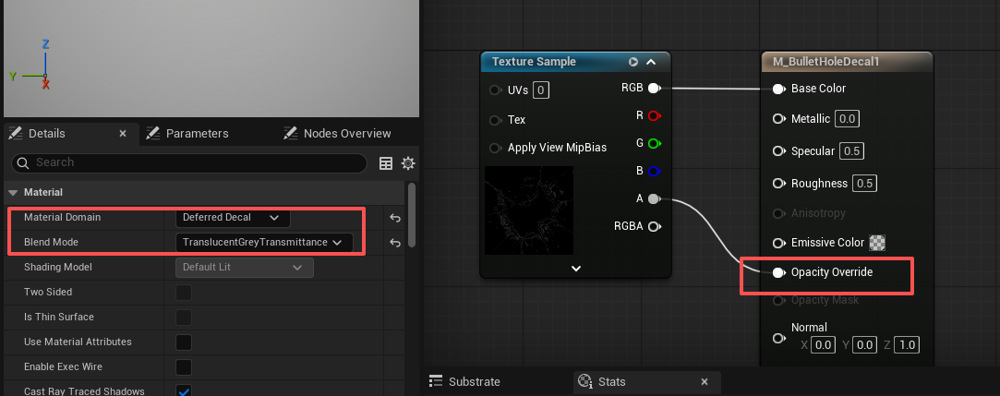 Z
Y
X
Details
×
Parameters
Nodes Overview
Search
Material
Material Domain
Deferred Decal
Blend Mode
TranslucentGreyTransmittance
Shading Model
Default Lit
Two Sided
Is Thin Surface
Use Material Attributes
Enable Exec Wire
Cast Ray Traced Shadows
Texture Sample
UVs 0
RGB
Tex
R
Apply View MipBias
G
B
A
RGBA
M_BulletHoleDecal1
Base Color
Metallic 0.0
Specular 0.5
Roughness 0.5
Anisotropy
Emissive Color
Opacity Override
Opacity Mask
Normal
X 0.0 Y 0.0 Z 1.0
Substrate
Stats
×